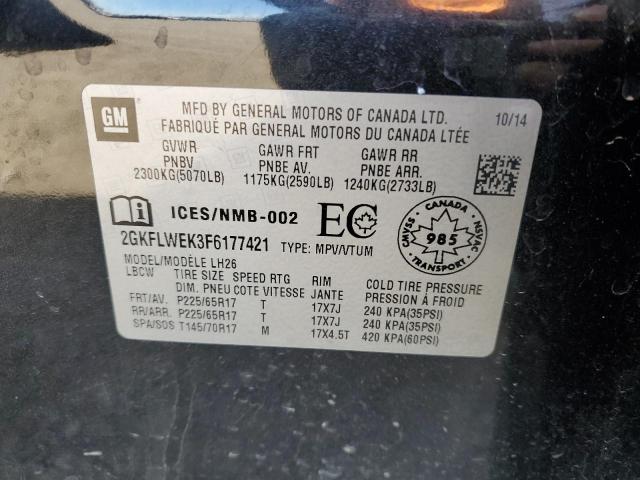 GM
MFD BY GENERAL MOTORS OF CANADA LTD.
10/14
FABRIQUÉ PAR GENERAL MOTORS DU CANADA LTÉE
GVWR GAWR FRT GAWR RR
PNBV PNBE AV. PNBE ARR.
2300KG(5070LB) 1175KG(2590LB) 1240KG(2733LB)
ICES/NMB-002 EC
2GKFLWEK3F6177421 TYPE: MPV/VTUM
CANADA
CMVSS 985 NSVAC
TRANSPORT
MODEL/MODÈLE LH26
LBCW TIRE SIZE SPEED RTG RIM COLD TIRE PRESSURE
DIM. PNEU COTE VITESSE JANTE PRESSION À FROID
FRT/AV. P225/65R17 T 17X7J 240 KPA(35PSI)
RR/ARR. P225/65R17 T 17X7J 240 KPA(35PSI)
SPA/SOS T145/70R17 M 17X4.5T 420 KPA(60PSI)